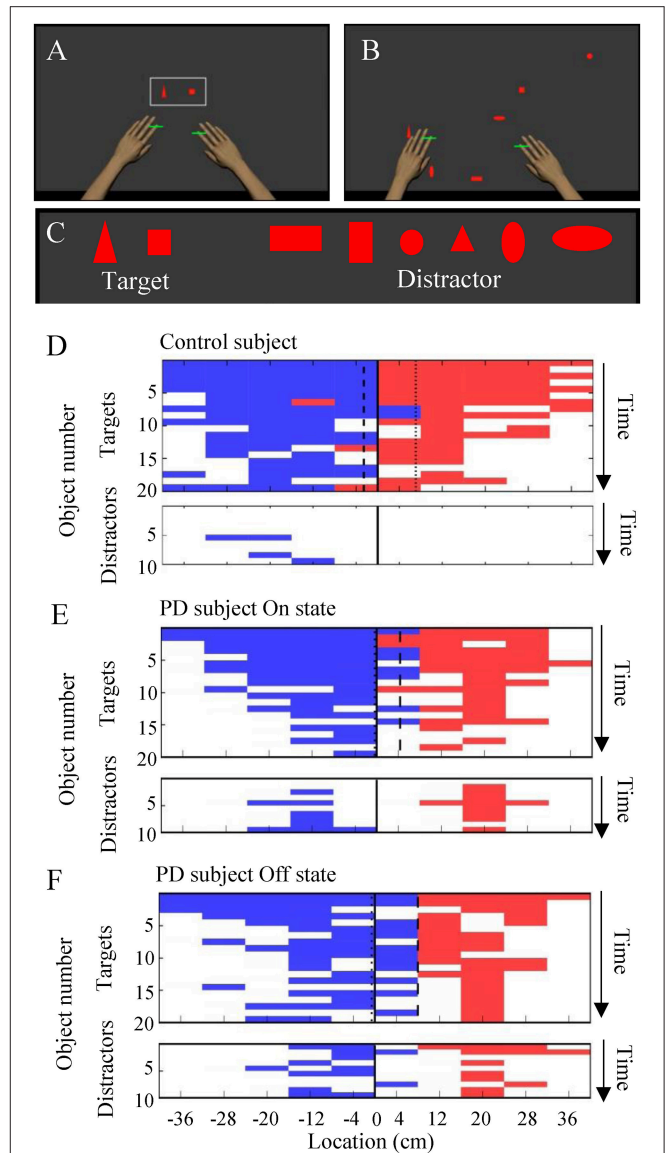 A
B
C
Target
Distractor
D
Control subject
Object number
Targets
5
10
15
20
Time
Distractors
5
10
Time
E
PD subject On state
Object number
Targets
5
10
15
20
Time
Distractors
5
10
Time
F
PD subject Off state
Object number
Targets
5
10
15
20
Time
Distractors
5
10
Time
-36 -28 -20 -12 -4 0 4 12 20 28 36
Location (cm)